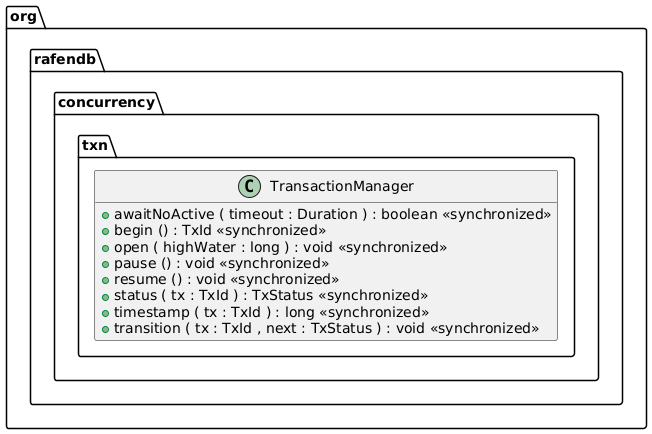 org
rafendb
concurrency
txn
C TransactionManager
awaitNoActive ( timeout : Duration ) : boolean «synchronized»
begin () : TxId «synchronized»
open ( highWater : long ) : void «synchronized»
pause () : void «synchronized»
resume () : void «synchronized»
status ( tx : TxId ) : TxStatus «synchronized»
timestamp ( tx : TxId ) : long «synchronized»
transition ( tx : TxId , next : TxStatus ) : void «synchronized»